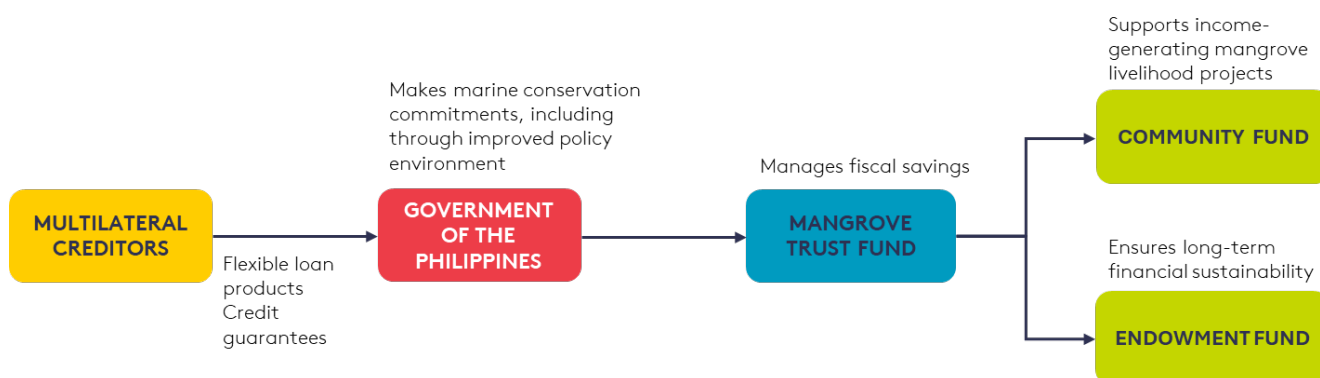 Supports income-
generating mangrove
livelihood projects
COMMUNITY FUND
Makes marine conservation
commitments, including
through improved policy
environment
Manages fiscal savings
MULTILATERAL
CREDITORS
Flexible loan
products
Credit
guarantees
GOVERNMENT
OF THE
PHILIPPINES
MANGROVE
TRUST FUND
Ensures long-term
financial sustainability
ENDOWMENT FUND